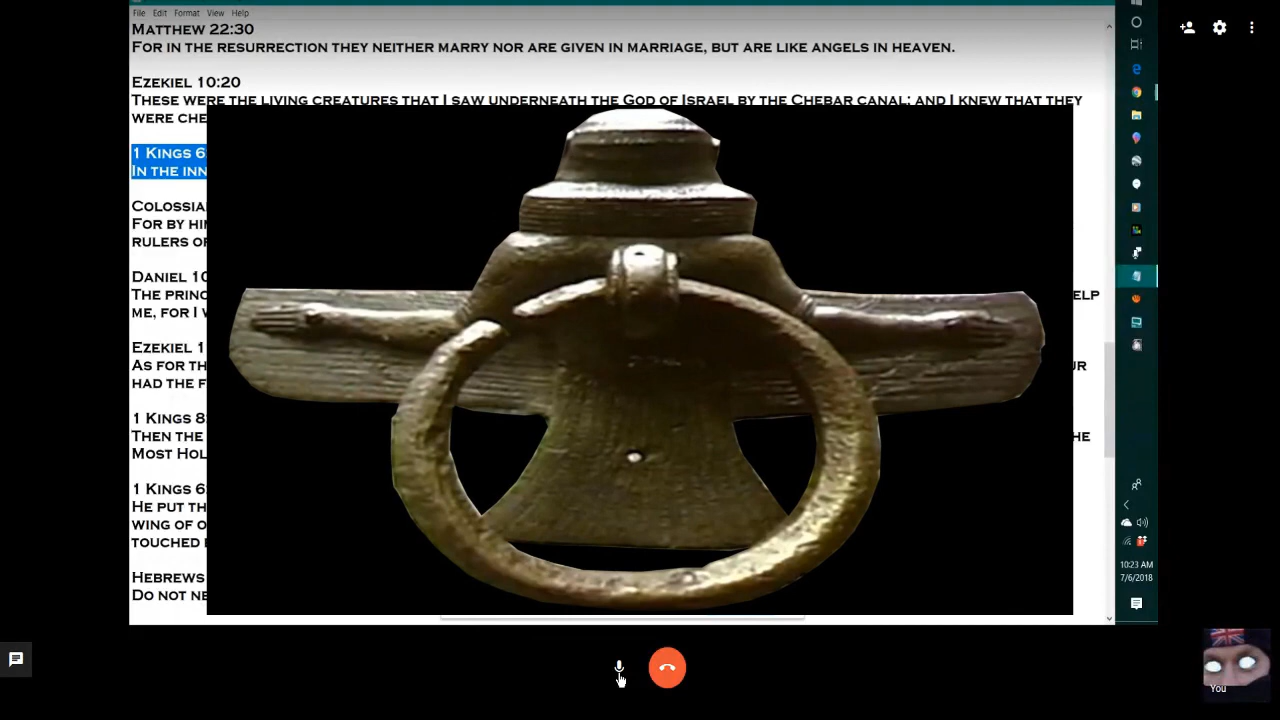 File Edit Format View Help
Matthew 22:30
For in the resurrection they neither marry nor are given in marriage, but are like angels in heaven.
Ezekiel 10:20
These were the living creatures that I saw underneath the God of Israel by the Chebar canal; and I knew that they
were che
1 Kings 6
In the inn
Colossia
For by hi
rulers o
Daniel 10
The princ
elp
me, for I
Ezekiel 1
As for th
ur
had the f
1 Kings 8
Then the
he
Most Hol
1 Kings 6
He put th
wing of o
touched
Hebrews
Do not ne
10:23 AM
7/6/2018
You